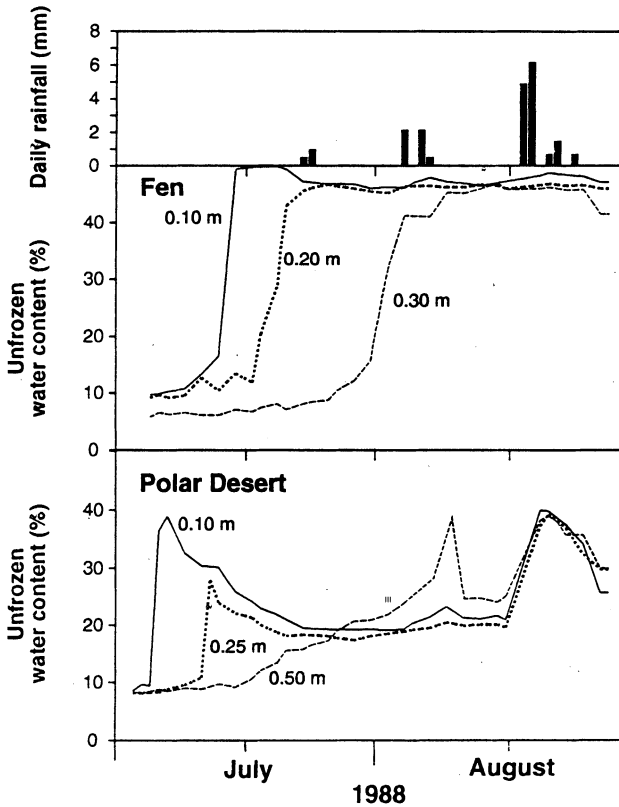 Daily rainfall (mm)
8
6
4
2
0
Fen
0.10 m
0.20 m
0.30 m
Unfrozen
water content (%)
40
30
20
10
0
Polar Desert
0.10 m
0.25 m
0.50 m
Unfrozen
water content (%)
40
30
20
10
0
July
August
1988